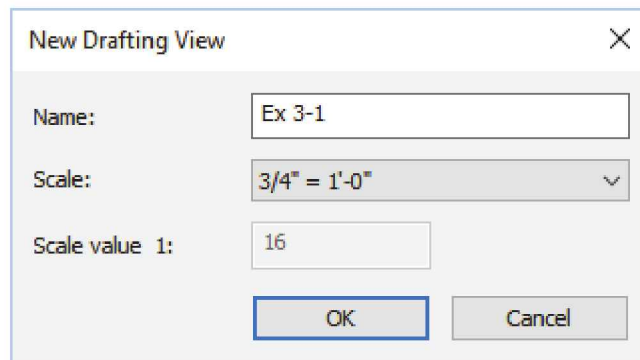 New Drafting View
Name: Ex 3-1
Scale: 3/4" = 1'-0"
Scale value 1: 16
OK Cancel